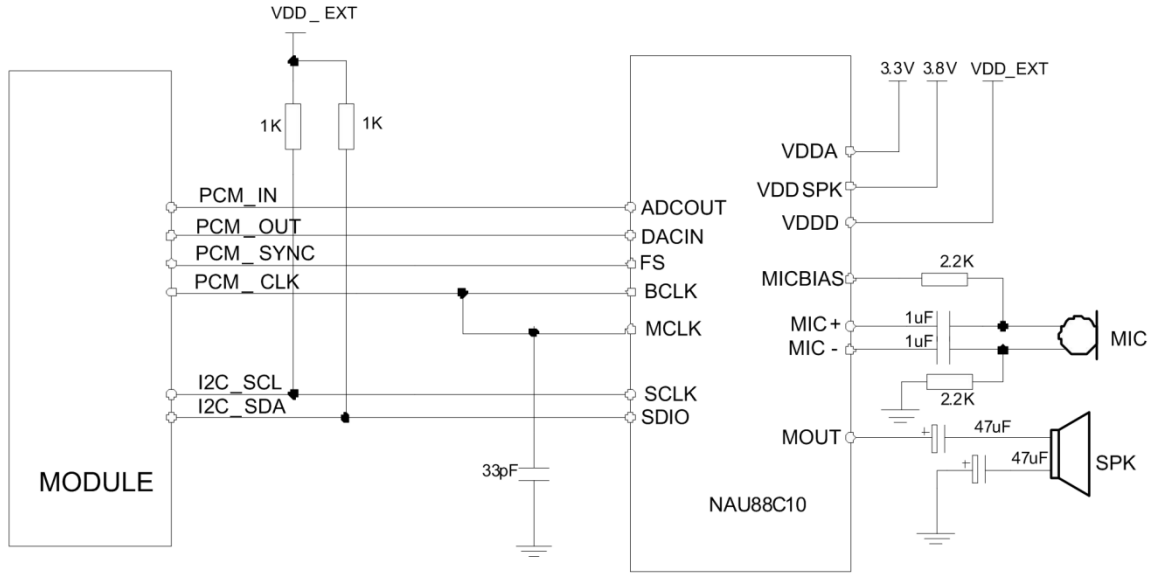 VDD _ EXT
3.3V 3.8V VDD_EXT
1K 1K
VDDA
PCM_IN VDD SPK
ADCOUT
PCM_ OUT VDDD
DACIN
PCM_ SYNC FS 2.2K
PCM_ CLK BCLK MICBIAS
MCLK MIC+ 1uF
MIC - 1uF MIC
I2C_SCL SCLK
I2C_SDA SDIO 2.2K
MOUT 47uF
47uF SPK
33pF
MODULE
NAU88C10